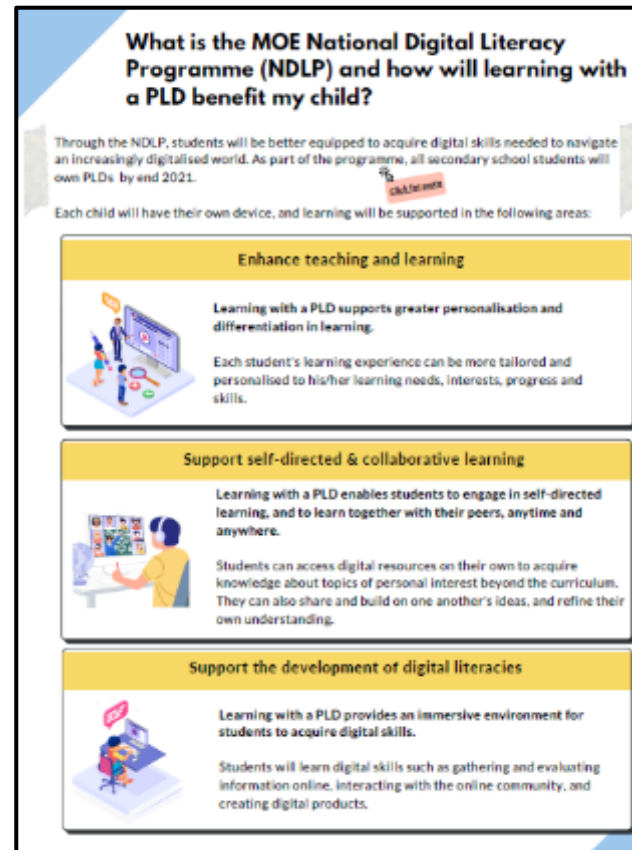 What is the MOE National Digital Literacy
Programme (NDLP) and how will learning with
a PLD benefit my child?
Through the NDLP, students will be better equipped to acquire digital skills needed to navigate
an increasingly digitalised world. As part of the programme, all secondary school students will
own PLDs by end 2021.
Each child will have their own device, and learning will be supported in the following areas:
Enhance teaching and learning
Learning with a PLD supports greater personalisation and
differentiation in learning.
Each student's learning experience can be more tailored and
personalised to his/her learning needs, interests, progress and
skills.
Support self-directed & collaborative learning
Learning with a PLD enables students to engage in self-directed
learning, and to learn together with their peers, anytime and
anywhere.
Students can access digital resources on their own to acquire
knowledge about topics of personal interest beyond the curriculum.
They can also share and build on one another's ideas, and refine their
own understanding.
Support the development of digital literacies
Learning with a PLD provides an immersive environment for
students to acquire digital skills.
Students will learn digital skills such as gathering and evaluating
information online, interacting with the online community, and
creating digital products.